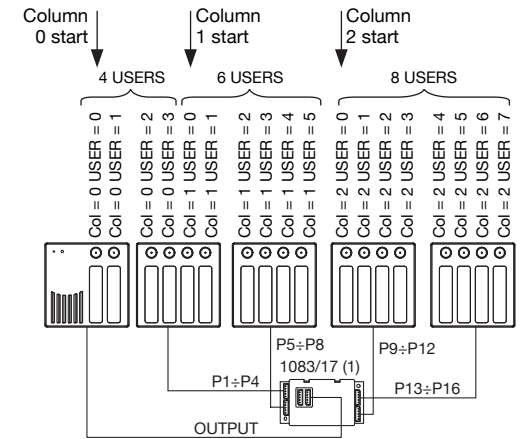 Column
0 start
Column
1 start
Column
2 start
4 USERS
6 USERS
8 USERS
Col = 0 USER = 0
Col = 0 USER = 1
Col = 0 USER = 2
Col = 0 USER = 3
Col = 1 USER = 0
Col = 1 USER = 1
Col = 1 USER = 2
Col = 1 USER = 3
Col = 1 USER = 4
Col = 1 USER = 5
Col = 2 USER = 0
Col = 2 USER = 1
Col = 2 USER = 2
Col = 2 USER = 3
Col = 2 USER = 4
Col = 2 USER = 5
Col = 2 USER = 6
Col = 2 USER = 7
P5÷P8
P9÷P12
1083/17 (1)
P1÷P4
P13÷P16
OUTPUT